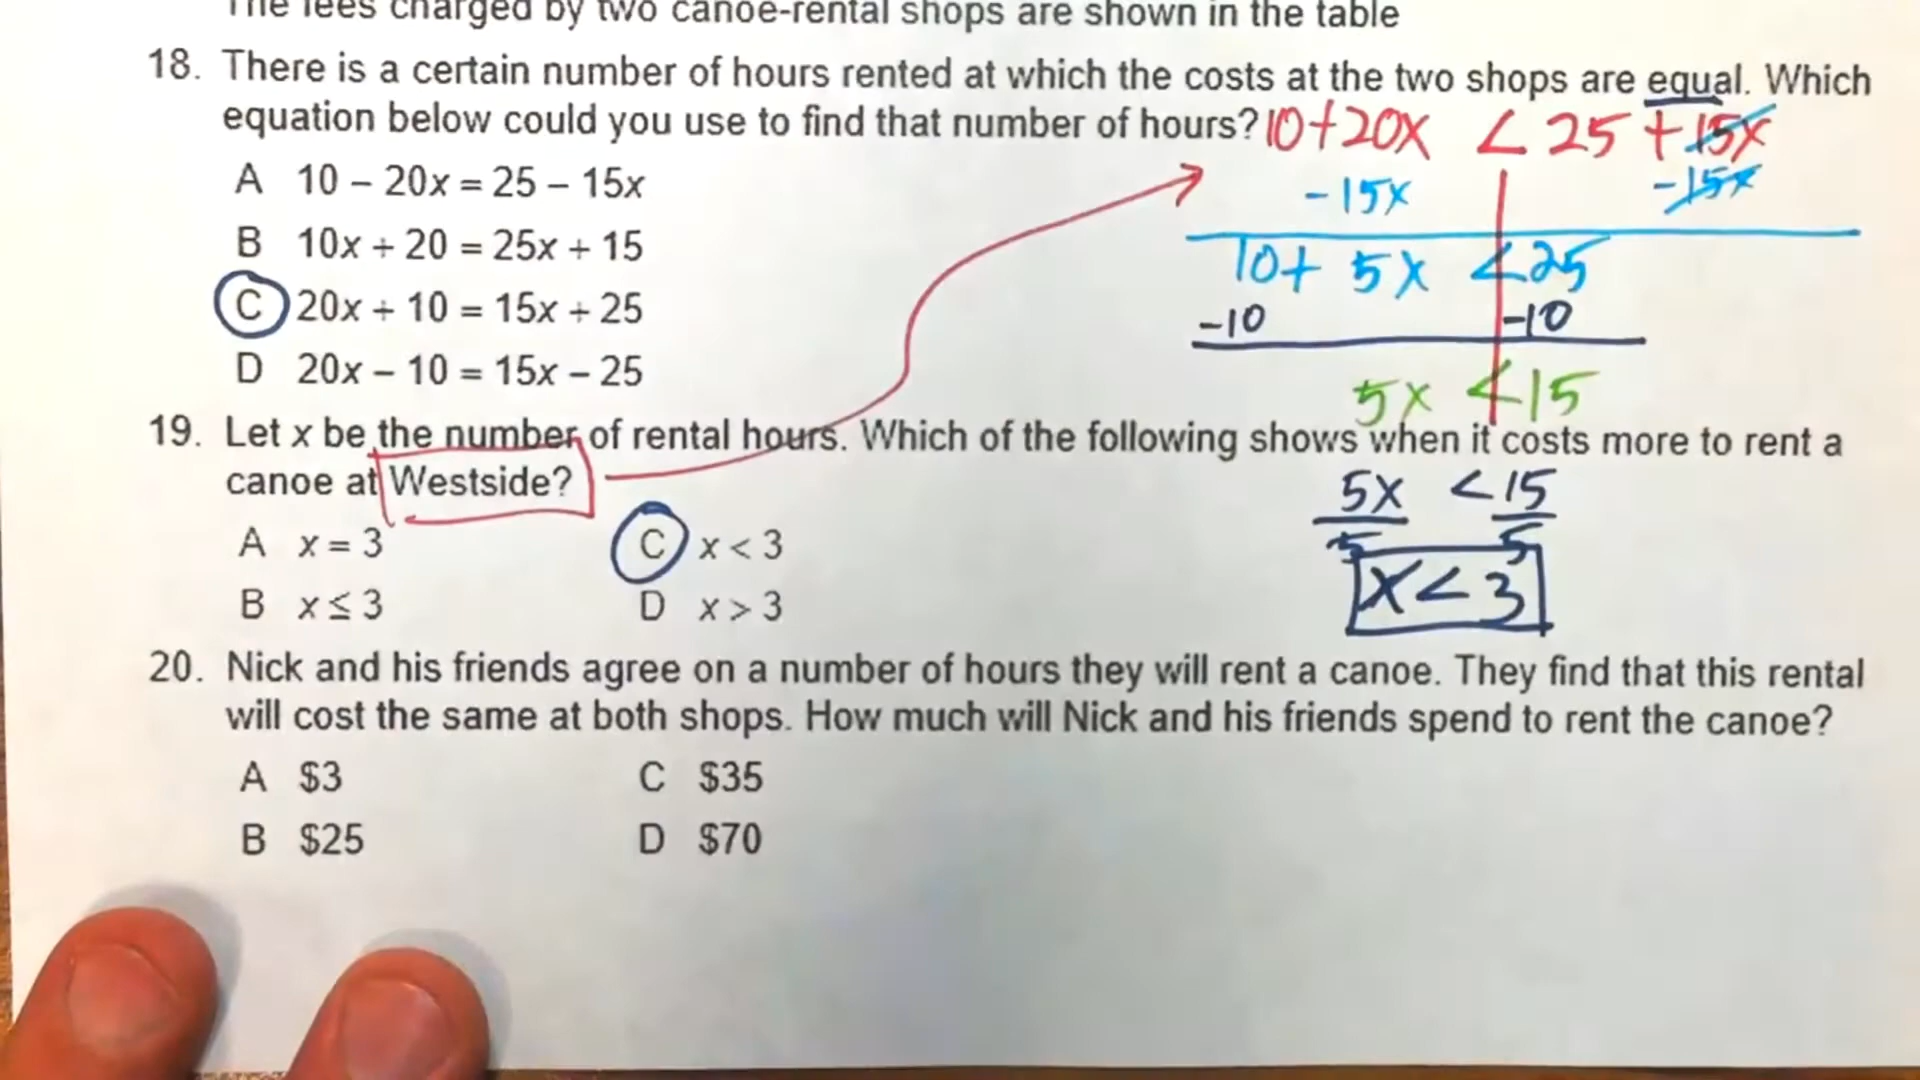 The fees charged by two canoe-rental shops are shown in the table
18. There is a certain number of hours rented at which the costs at the two shops are equal. Which
equation below could you use to find that number of hours? 10+20x < 25 +15x
A 10 – 20x = 25 – 15x
-15x -15x
B 10x + 20 = 25x + 15
10+ 5x < 25
C 20x + 10 = 15x + 25
-10 -10
D 20x – 10 = 15x – 25
5x < 15
19. Let x be the number of rental hours. Which of the following shows when it costs more to rent a
canoe at Westside?
5x < 15
5 5
A x = 3 C x < 3
x < 3
B x ≤ 3 D x > 3
20. Nick and his friends agree on a number of hours they will rent a canoe. They find that this rental
will cost the same at both shops. How much will Nick and his friends spend to rent the canoe?
A $3 C $35
B $25 D $70